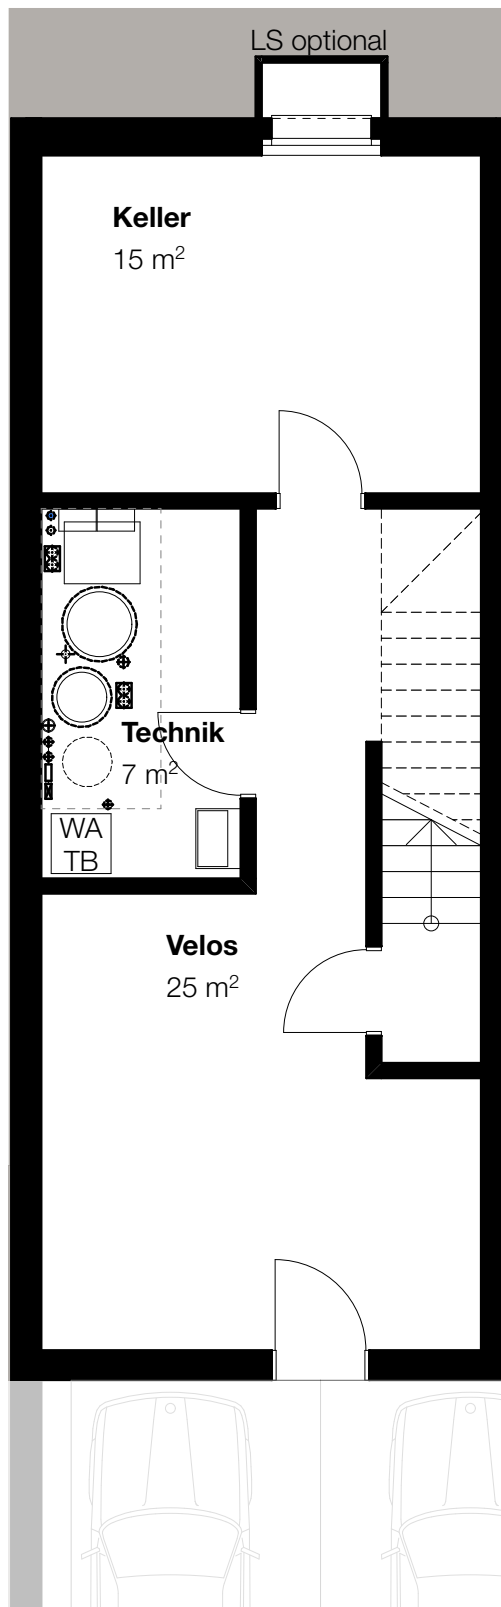 LS optional
Keller
15 m²
Technik
7 m²
WA
TB
Velos
25 m²